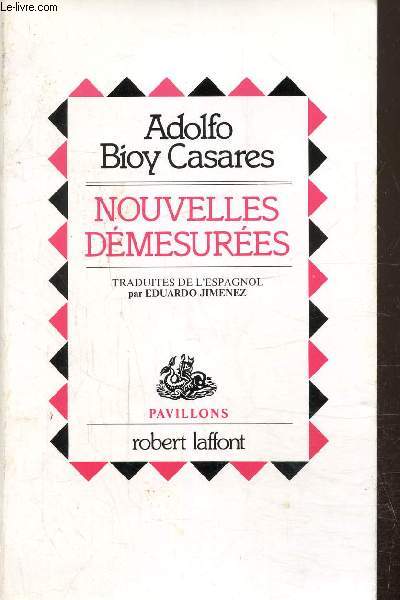 Le-Livre.com
Adolfo
Bioy Casares
NOUVELLES
DÉMESURÉES
TRADUITES DE L'ESPAGNOL
par EDUARDO JIMENEZ
PAVILLONS
robert laffont